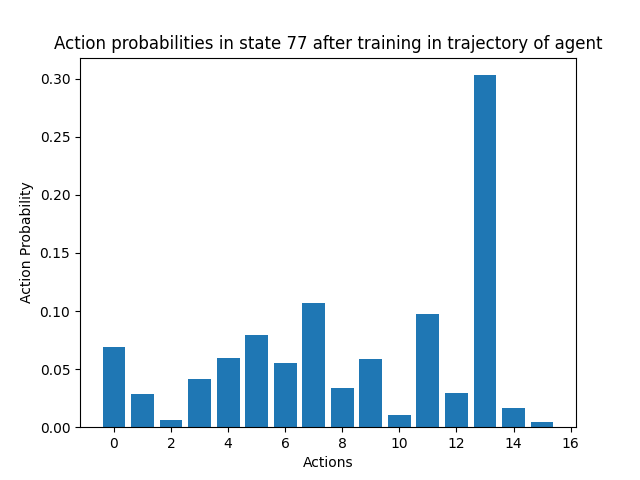 Action probabilities in state 77 after training in trajectory of agent
0.30
0.25
0.20
0.15
0.10
0.05
0.00
Action Probability
0 2 4 6 8 10 12 14 16
Actions